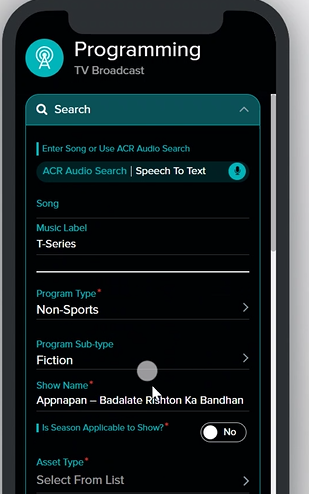 Programming
TV Broadcast
Search
Enter Song or Use ACR Audio Search
ACR Audio Search | Speech To Text
Song
Music Label
T-Series
Program Type*
Non-Sports
Program Sub-type
Fiction
Show Name*
Appnapan – Badalate Rishton Ka Bandhan
Is Season Applicable to Show?*
No
Asset Type*
Select From List